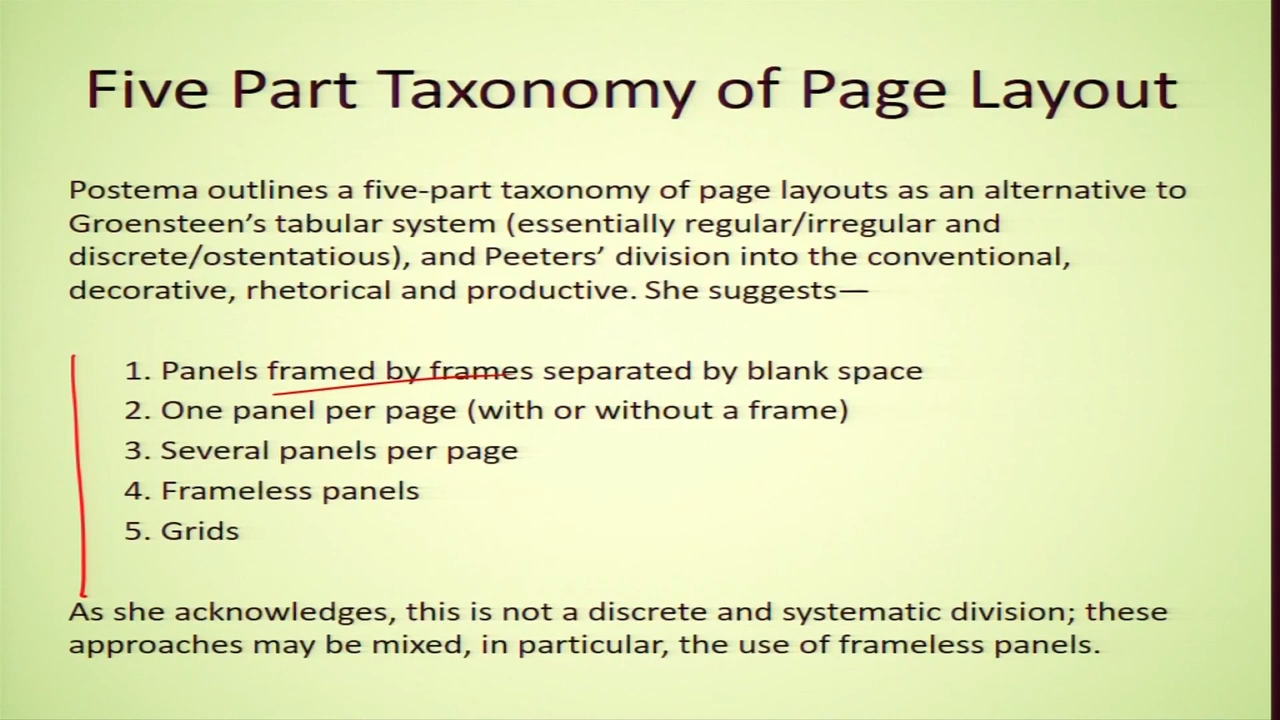 Five Part Taxonomy of Page Layout
Postema outlines a five-part taxonomy of page layouts as an alternative to
Groensteen’s tabular system (essentially regular/irregular and
discrete/ostentatious), and Peeters’ division into the conventional,
decorative, rhetorical and productive. She suggests—
1. Panels framed by frames separated by blank space
2. One panel per page (with or without a frame)
3. Several panels per page
4. Frameless panels
5. Grids
As she acknowledges, this is not a discrete and systematic division; these
approaches may be mixed, in particular, the use of frameless panels.